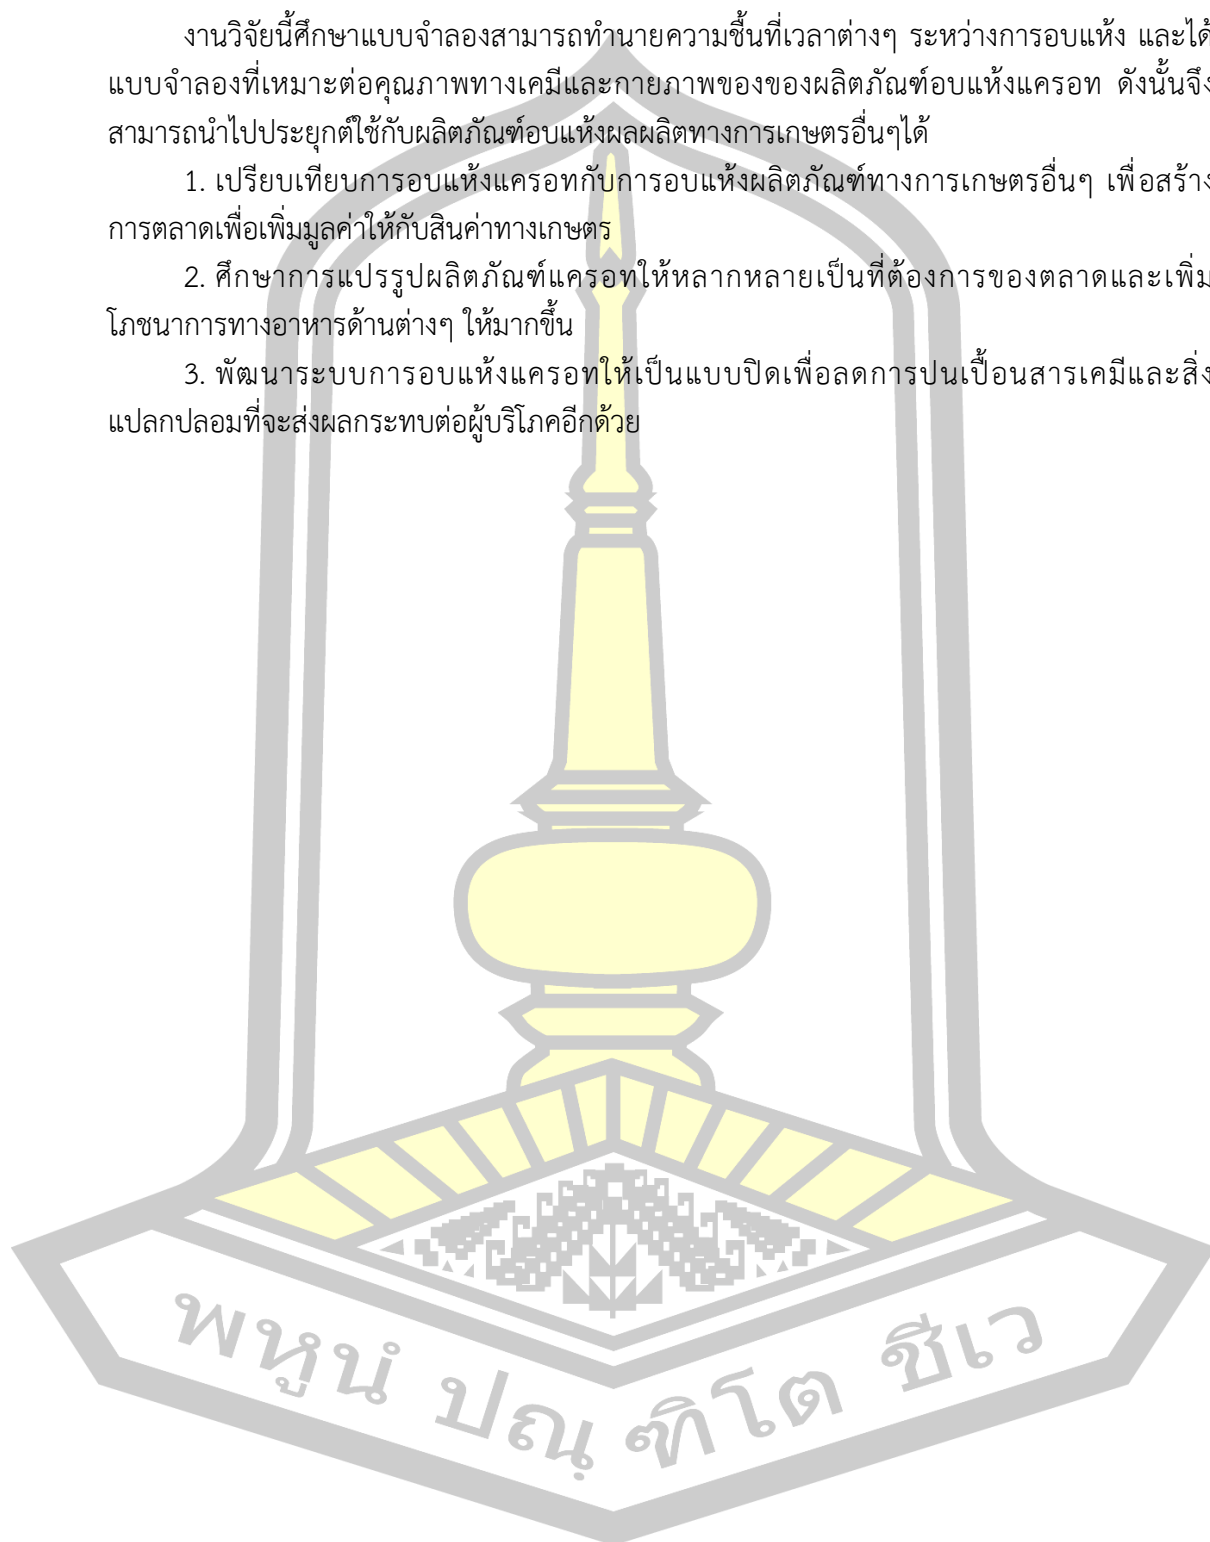 งานวิจัยนี้ศึกษาแบบจำลองสามารถทำนายความชื้นที่เวลาต่างๆ ระหว่างการอบแห้ง และได้
แบบจำลองที่เหมาะต่อคุณภาพทางเคมีและกายภาพของของผลิตภัณฑ์อบแห้งแครอท ดังนั้นจึง
สามารถนำไปประยุกต์ใช้กับผลิตภัณฑ์อบแห้งผลผลิตทางการเกษตรอื่นๆได้
1. เปรียบเทียบการอบแห้งแครอทกับการอบแห้งผลิตภัณฑ์ทางการเกษตรอื่นๆ เพื่อสร้าง
การตลาดเพื่อเพิ่มมูลค่าให้กับสินค้าทางเกษตร
2. ศึกษาการแปรรูปผลิตภัณฑ์แครอทให้หลากหลายเป็นที่ต้องการของตลาดและเพิ่ม
โภชนาการทางอาหารด้านต่างๆ ให้มากขึ้น
3. พัฒนาระบบการอบแห้งแครอทให้เป็นแบบปิดเพื่อลดการปนเปื้อนสารเคมีและสิ่ง
แปลกปลอมที่จะส่งผลกระทบต่อผู้บริโภคอีกด้วย
พหูนํ ปณฺฑิโต ชีเว